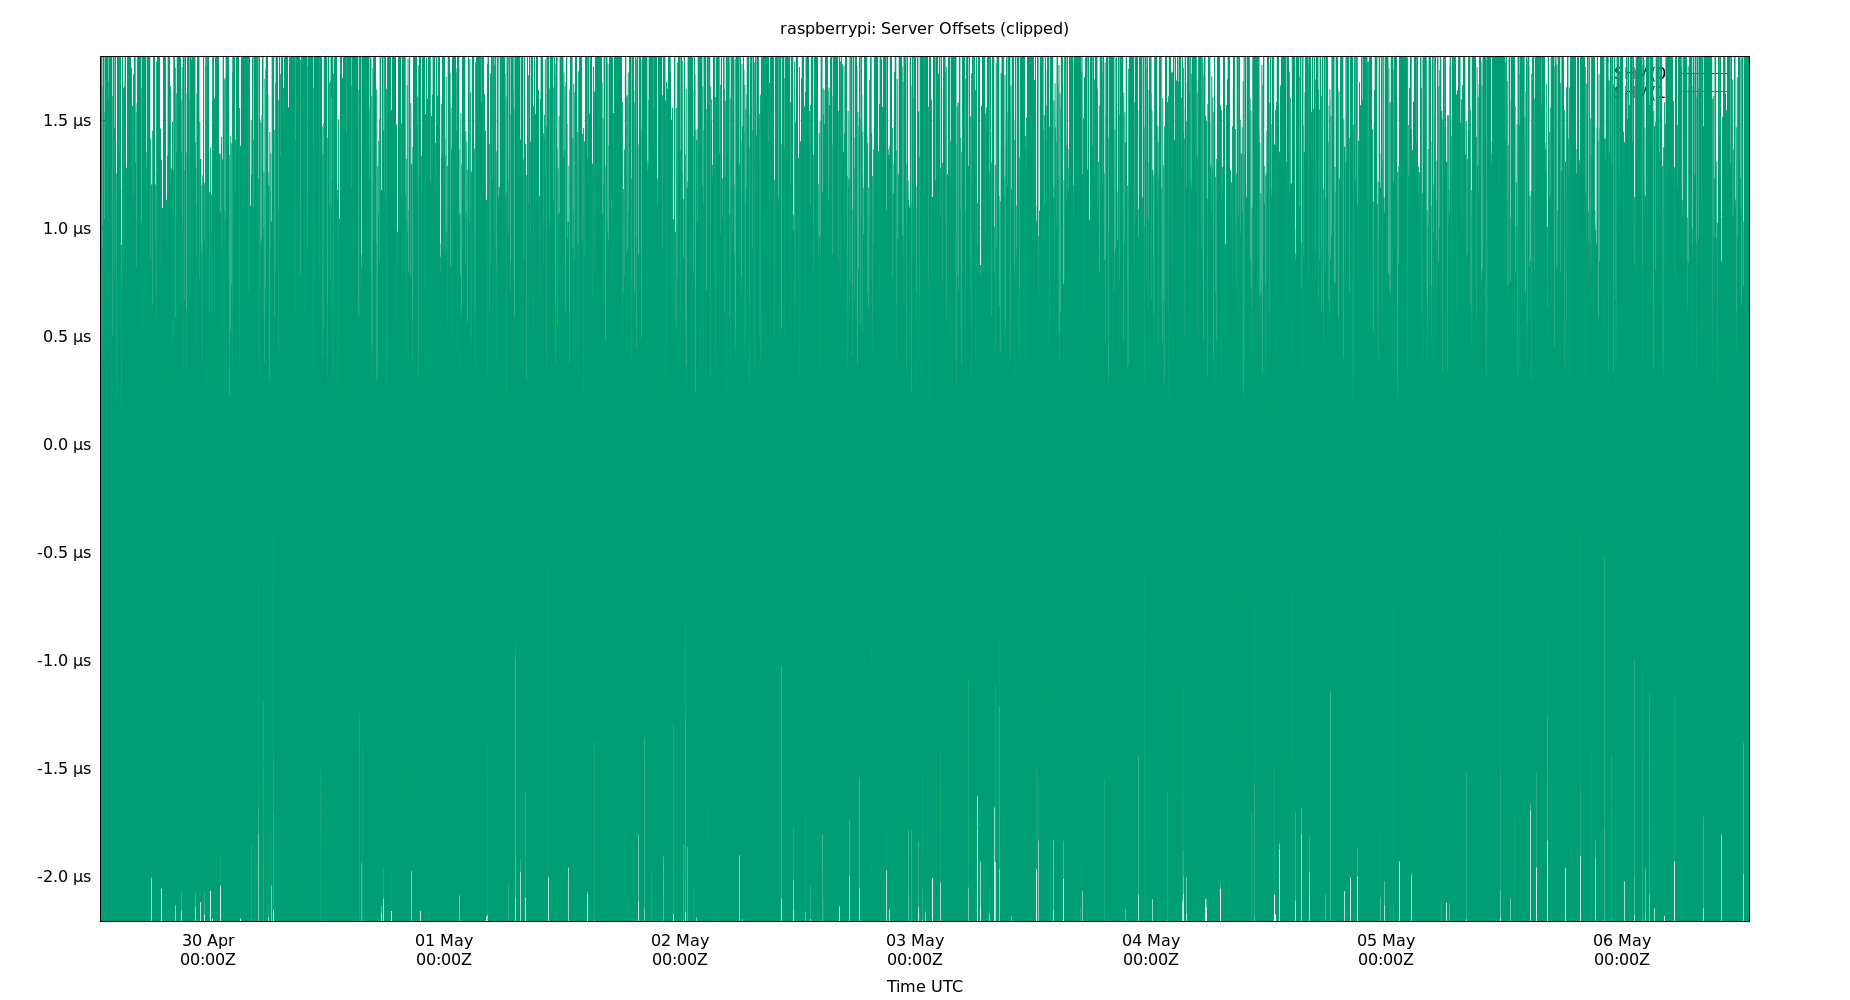 raspberrypi: Server Offsets (clipped)
1.5 µs
1.0 µs
0.5 µs
0.0 µs
-0.5 µs
-1.0 µs
-1.5 µs
-2.0 µs
30 Apr 01 May 02 May 03 May 04 May 05 May 06 May
00:00Z 00:00Z 00:00Z 00:00Z 00:00Z 00:00Z 00:00Z
Time UTC